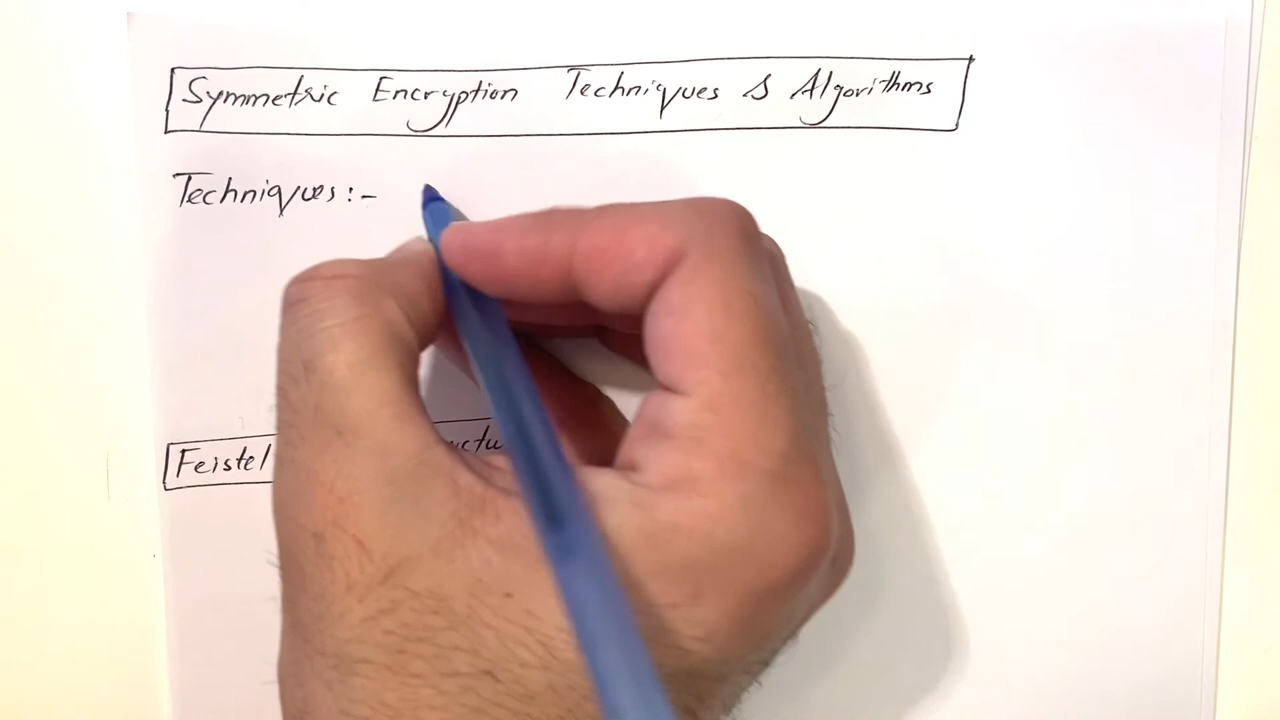 Symmetric Encryption Techniques & Algorithms
Techniques :-
Feistel